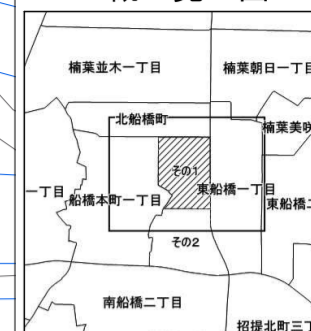 楠葉並木一丁目
楠葉朝日一丁目
北船橋町
楠葉美咲
その1
一丁目
船橋本町一丁目
東船橋一丁目
東船橋二
その2
南船橋二丁目
招提北町三丁